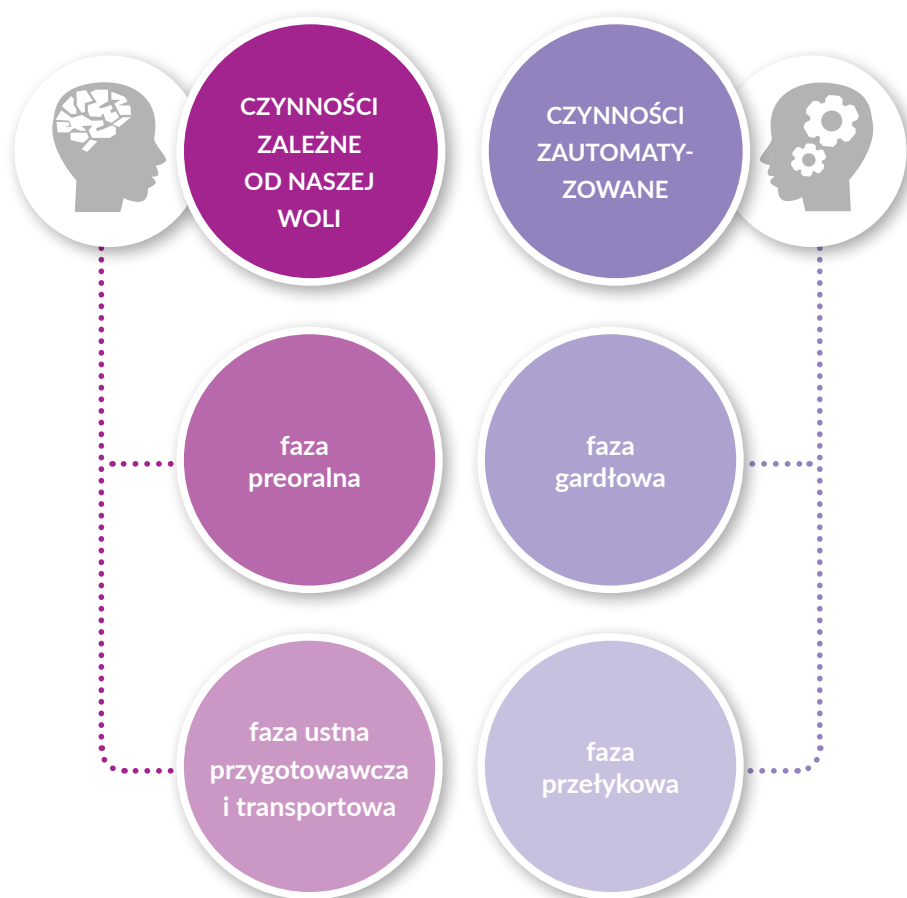 CZYNNOŚCI
ZALEŻNE
OD NASZEJ
WOLI
CZYNNOŚCI
ZAUTOMATY-
ZOWANE
faza
preoralna
faza
gardłowa
faza ustna
przygotowawcza
i transportowa
faza
przełykowa